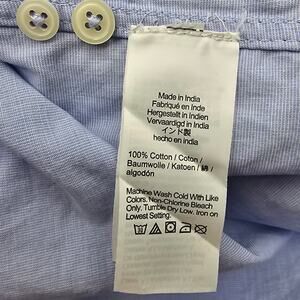 Made in India
Fabriqué en Inde
Hergestellt in Indien
Vervaardigd in India
インド製
hecho en india
100% Cotton / Coton /
Baumwolle / Katoen / 綿 /
algodón
Machine Wash Cold With Like
Colors. Non-Chlorine Bleach
Only. Tumble Dry Low. Iron on
Lowest Setting.